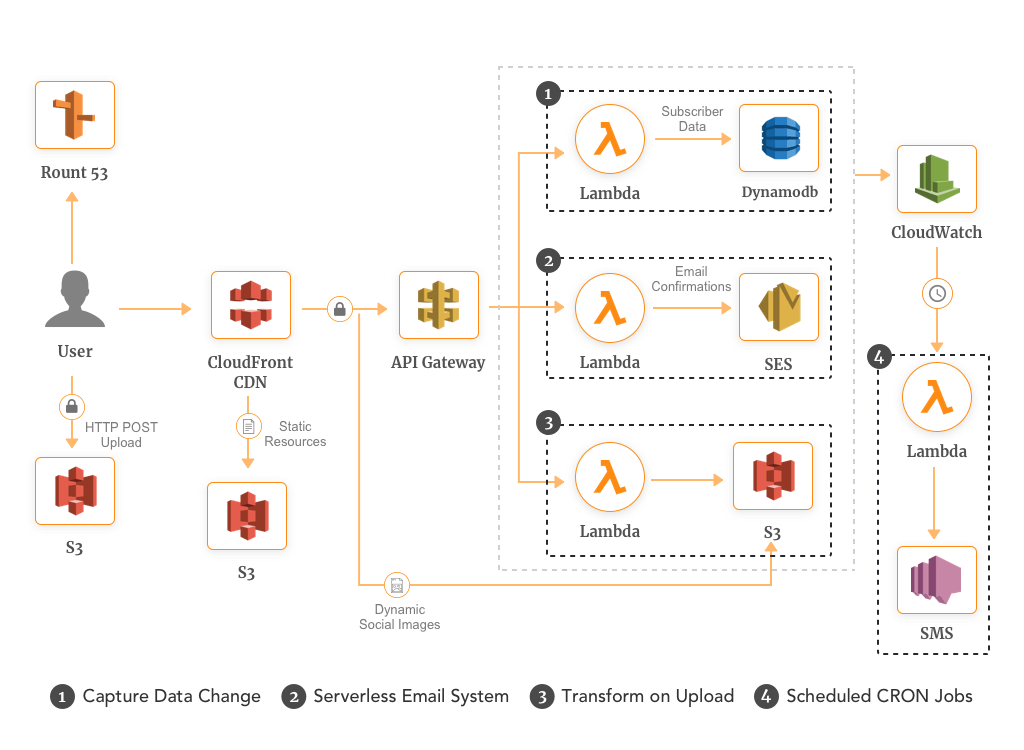 1
Subscriber
Data
Lambda
Dynamodb
Rount 53
CloudWatch
2
Email
Confirmations
Lambda
SES
User
CloudFront
CDN
API Gateway
HTTP POST
Upload
S3
Static
Resources
S3
3
Lambda
S3
Dynamic
Social Images
4
Lambda
SMS
1 Capture Data Change 2 Serverless Email System 3 Transform on Upload 4 Scheduled CRON Jobs